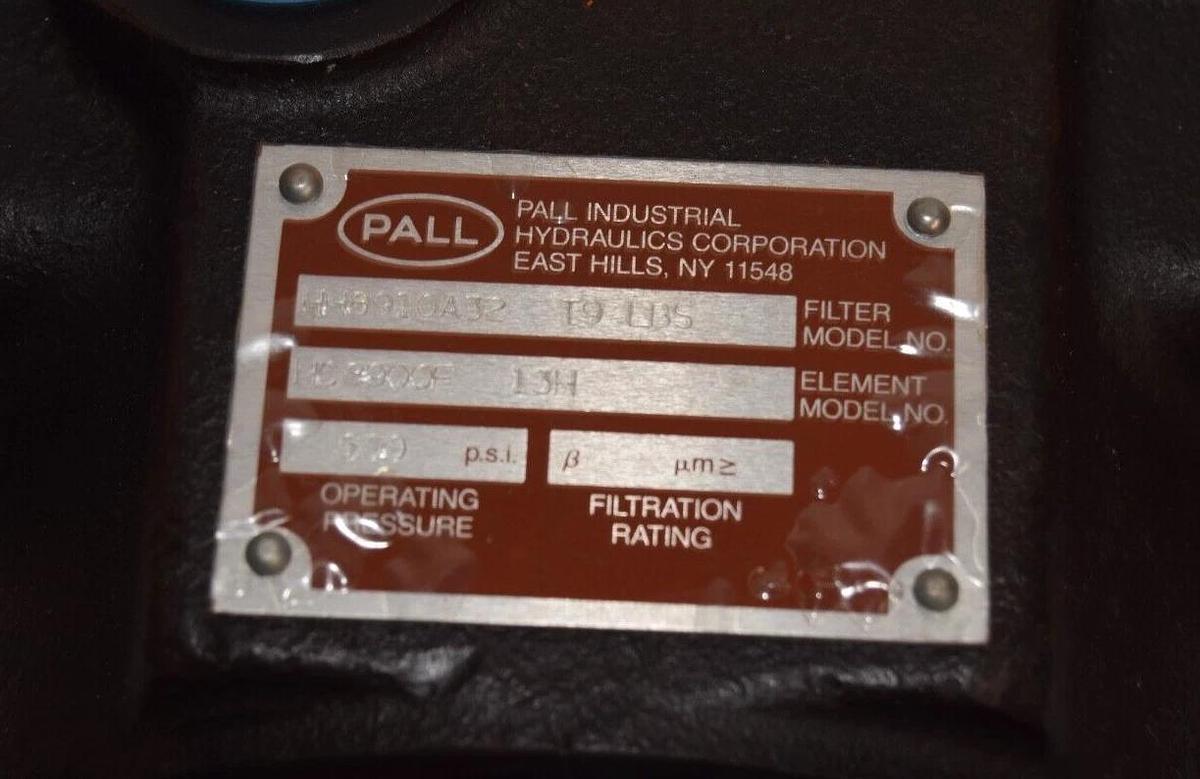 PALL
PALL INDUSTRIAL
HYDRAULICS CORPORATION
EAST HILLS, NY 11548
FILTER
MODEL NO.
13H
ELEMENT
MODEL NO.
p.s.i.
β μm≥
OPERATING
PRESSURE
FILTRATION
RATING